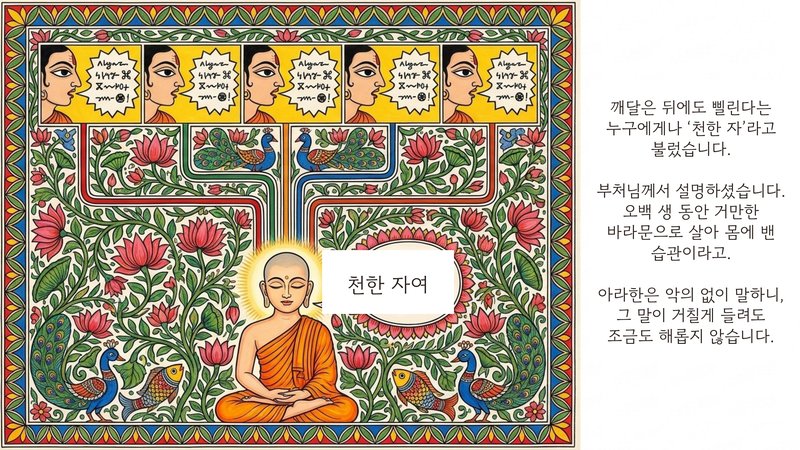 천한 자여
깨달은 뒤에도 삘린다는
누구에게나 ‘천한 자’라고
불렀습니다.
부처님께서 설명하셨습니다.
오백 생 동안 거만한
바라문으로 살아 몸에 밴
습관이라고.
아라한은 악의 없이 말하니,
그 말이 거칠게 들려도
조금도 해롭지 않습니다.